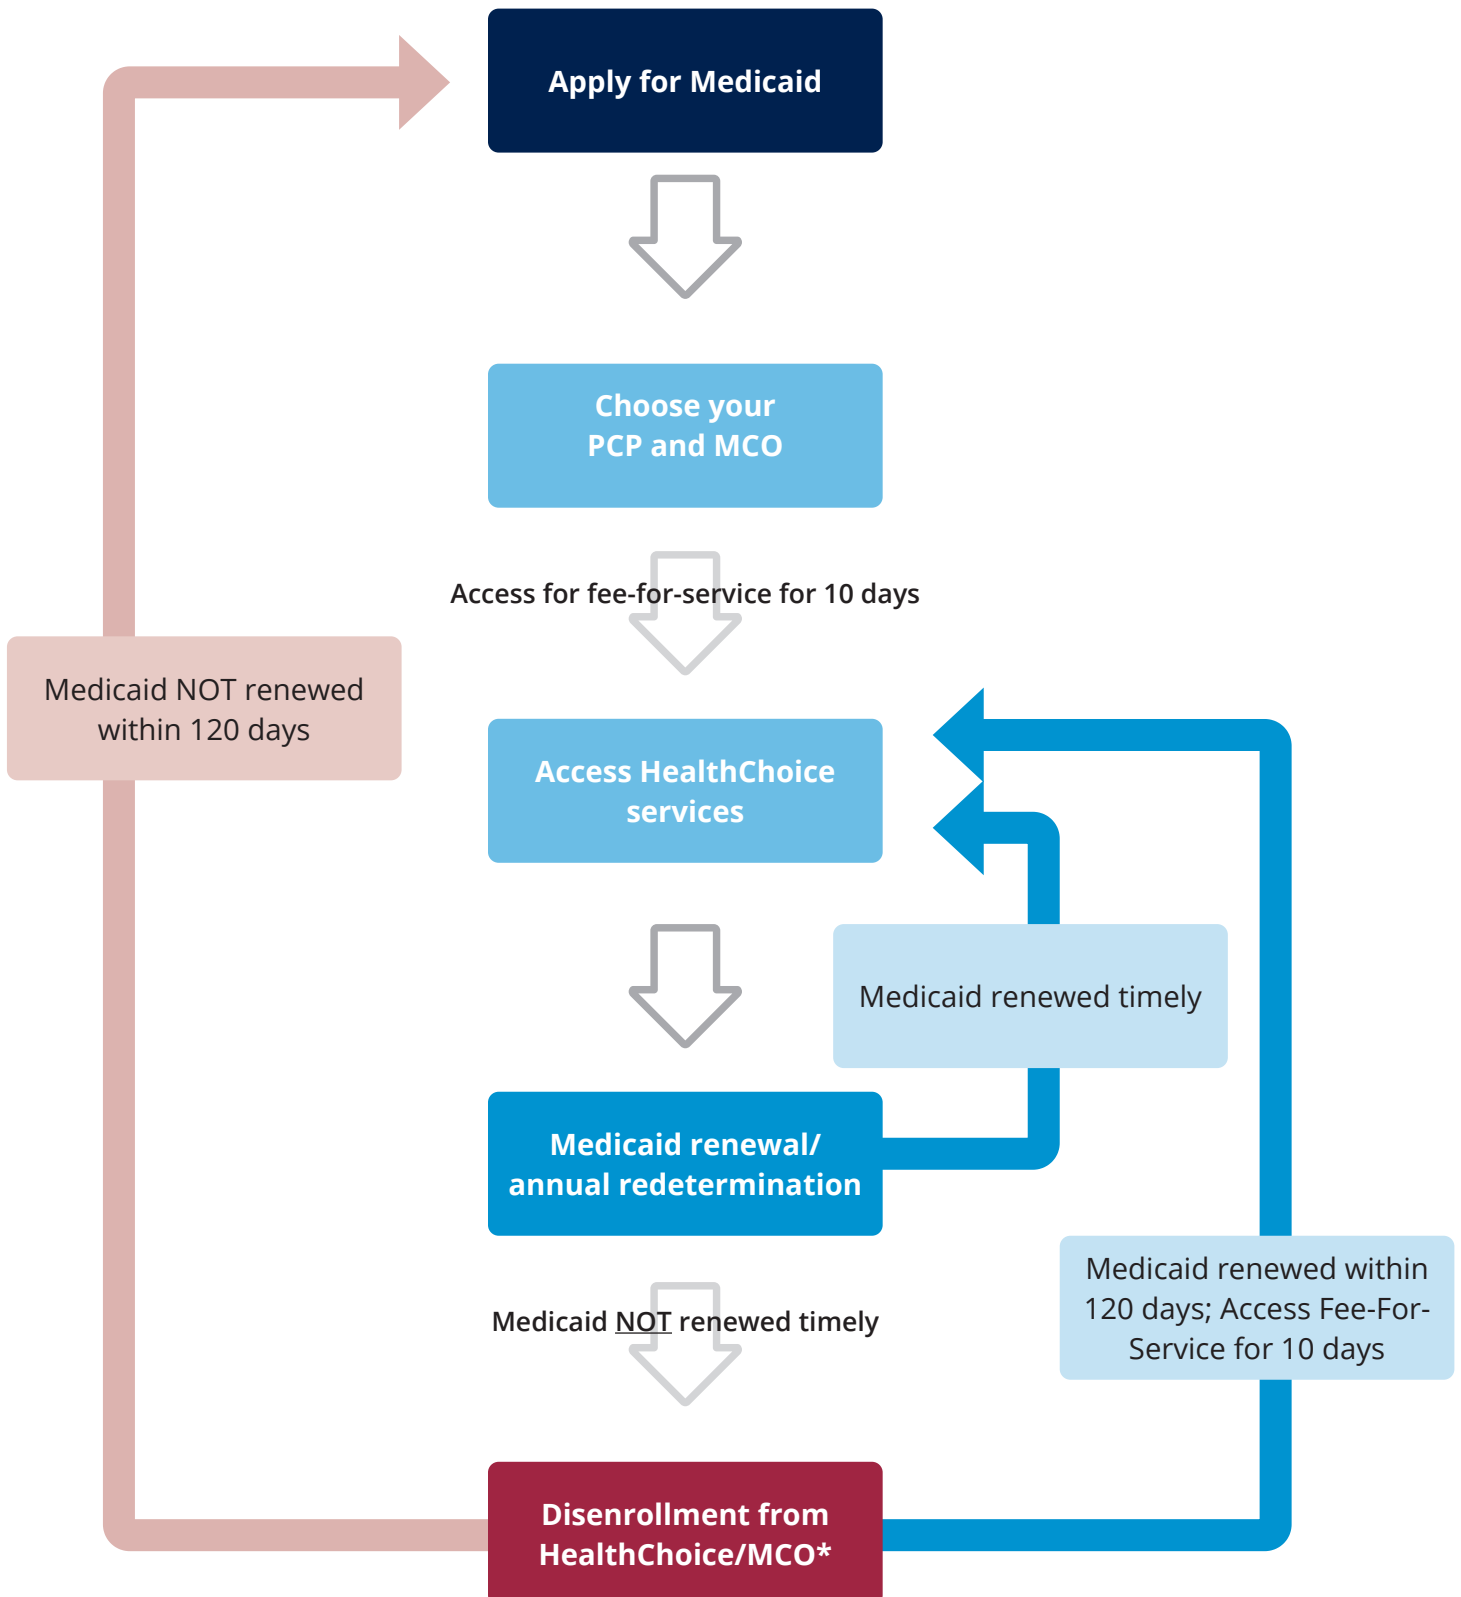 Apply for Medicaid
Choose your
PCP and MCO
Access for fee-for-service for 10 days
Medicaid NOT renewed
within 120 days
Access HealthChoice
services
Medicaid renewed timely
Medicaid renewal/
annual redetermination
Medicaid renewed within
120 days; Access Fee-For-
Service for 10 days
Medicaid NOT renewed timely
Disenrollment from
HealthChoice/MCO*